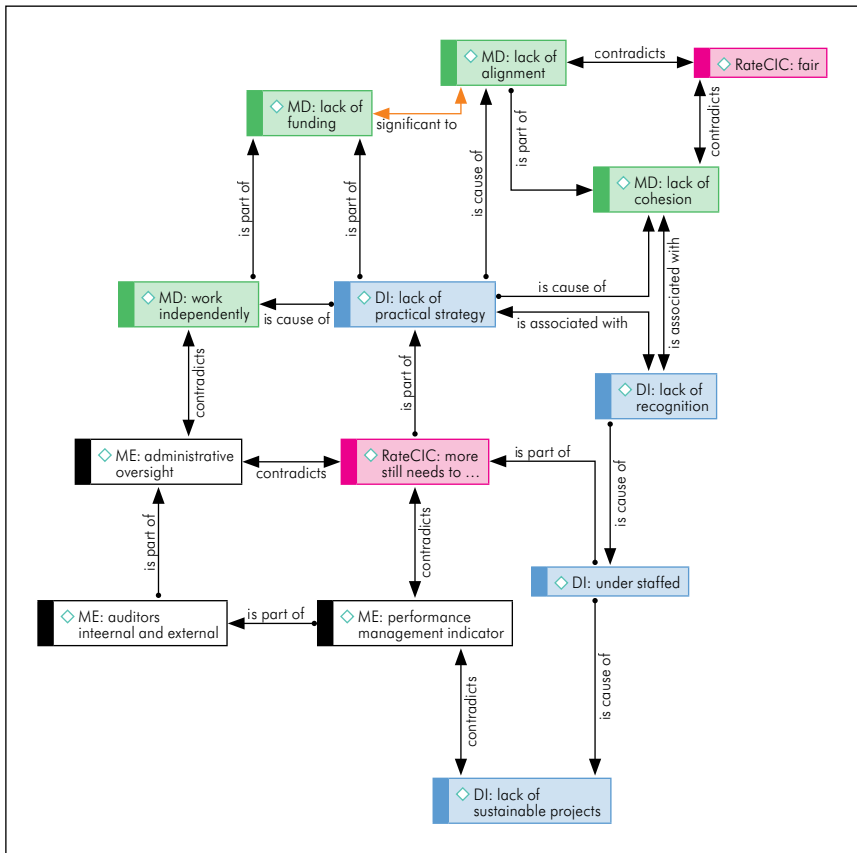 MD: lack of
alignment
contradicts
RateCIC: fair
MD: lack of
funding
significant to
is part of
contradicts
MD: lack of
cohesion
is part of
is part of
is cause of
is cause of
is associated with
MD: work
independently
is cause of
DI: lack of
practical strategy
is associated with
DI: lack of
recognition
contradicts
is part of
ME: administrative
oversight
contradicts
RateCIC: more
still needs to ...
is part of
is cause of
is part of
contradicts
DI: under staffed
ME: auditors
inteernal and external
is part of
ME: performance
management indicator
is cause of
contradicts
DI: lack of
sustainable projects